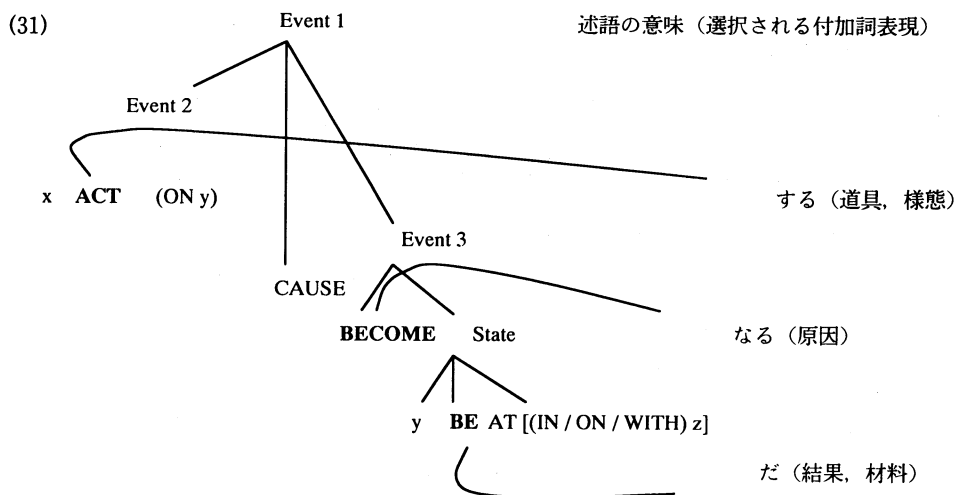 (31) Event 1 述語の意味（選択される付加詞表現）
Event 2
x ACT (ON y) する（道具，様態）
Event 3
CAUSE
BECOME State なる（原因）
y BE AT [(IN / ON / WITH) z]
だ（結果，材料）